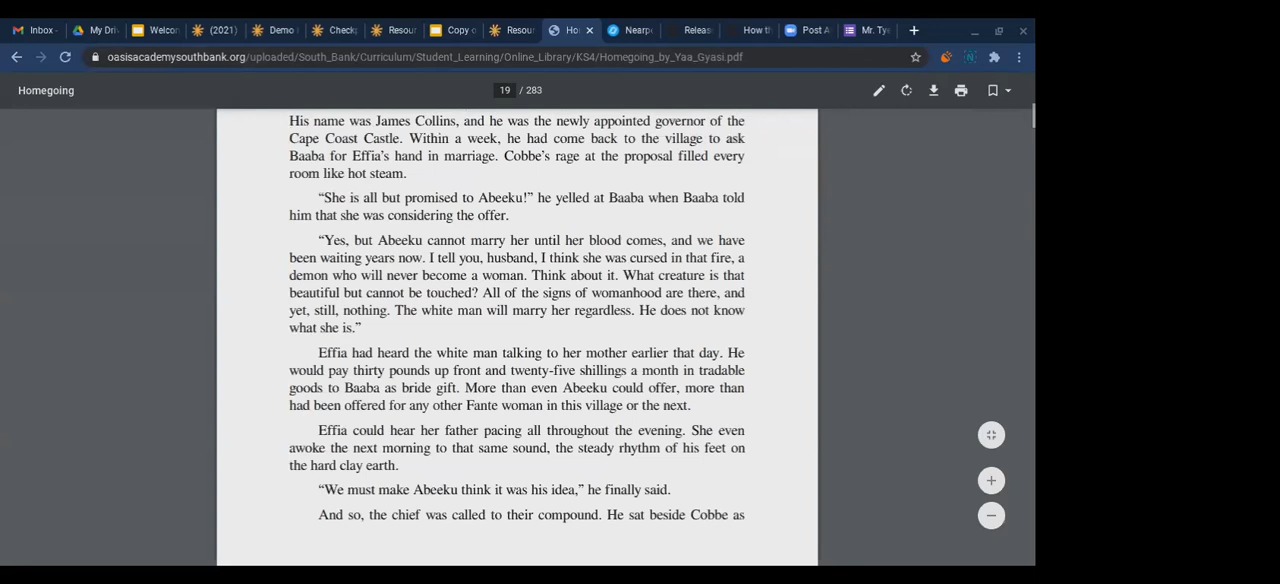 Inbox -
My Dri
Welcon
(2021)
Demo
Check
Resour
Copy o
Resou
Ho
Nearp
Releas
How th
Post A
Mr. Tye
oasisacademysouthbank.org/uploaded/South_Bank/Curriculum/Student_Learning/Online_Library/KS4/Homegoing_by_Yaa_Gyasi.pdf
Homegoing
19 / 283
His name was James Collins, and he was the newly appointed governor of the
Cape Coast Castle. Within a week, he had come back to the village to ask
Baaba for Effia's hand in marriage. Cobbe's rage at the proposal filled every
room like hot steam.
“She is all but promised to Abeeku!” he yelled at Baaba when Baaba told
him that she was considering the offer.
“Yes, but Abeeku cannot marry her until her blood comes, and we have
been waiting years now. I tell you, husband, I think she was cursed in that fire, a
demon who will never become a woman. Think about it. What creature is that
beautiful but cannot be touched? All of the signs of womanhood are there, and
yet, still, nothing. The white man will marry her regardless. He does not know
what she is.”
Effia had heard the white man talking to her mother earlier that day. He
would pay thirty pounds up front and twenty-five shillings a month in tradable
goods to Baaba as bride gift. More than even Abeeku could offer, more than
had been offered for any other Fante woman in this village or the next.
Effia could hear her father pacing all throughout the evening. She even
awoke the next morning to that same sound, the steady rhythm of his feet on
the hard clay earth.
“We must make Abeeku think it was his idea,” he finally said.
And so, the chief was called to their compound. He sat beside Cobbe as